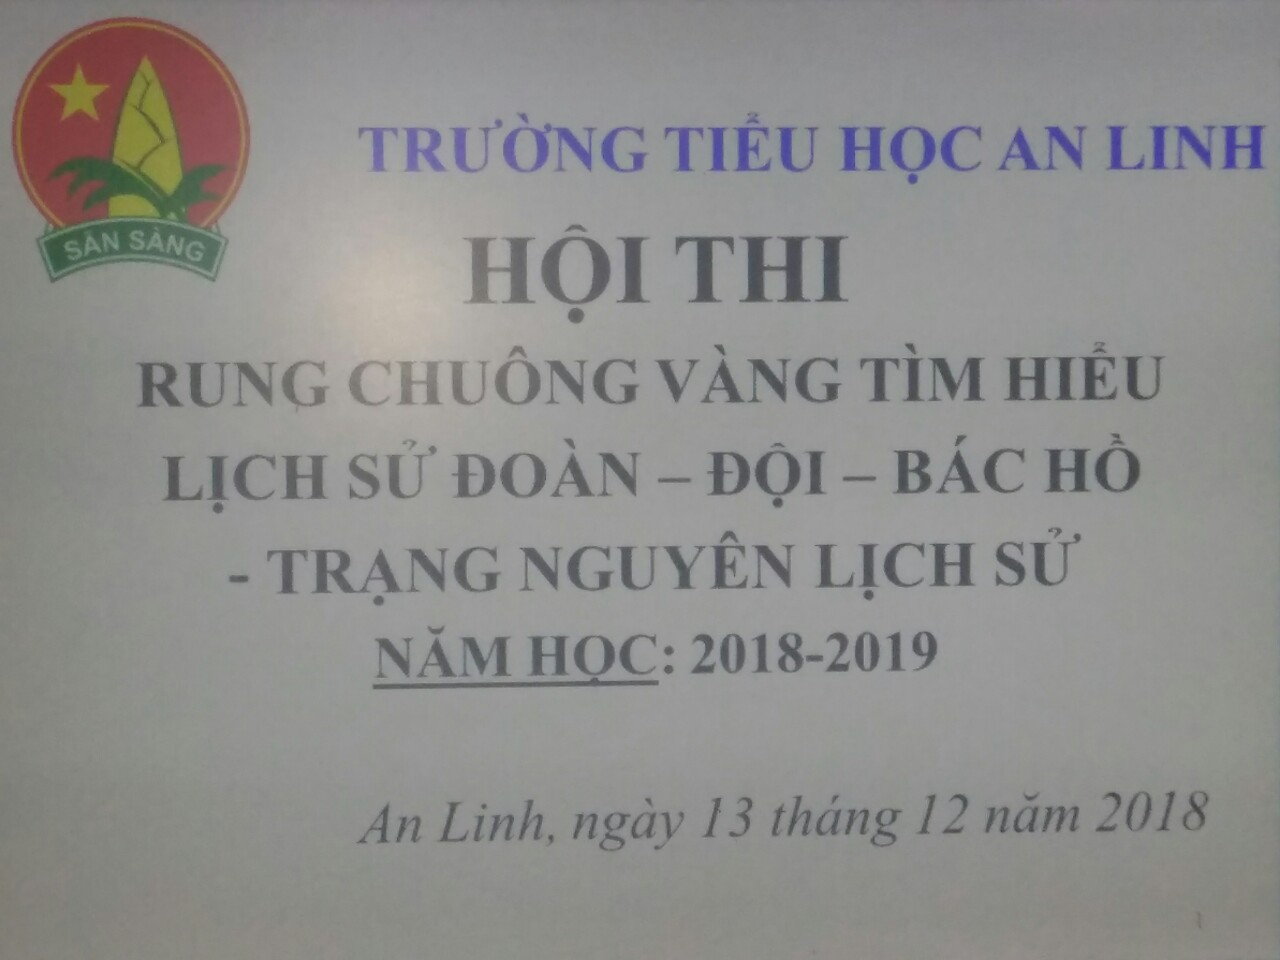 SẴN SÀNG
TRƯỜNG TIỂU HỌC AN LINH
HỘI THI
RUNG CHUÔNG VÀNG TÌM HIỂU
LỊCH SỬ ĐOÀN – ĐỘI – BÁC HỒ
- TRẠNG NGUYÊN LỊCH SỬ
NĂM HỌC: 2018-2019
An Linh, ngày 13 tháng 12 năm 2018
1